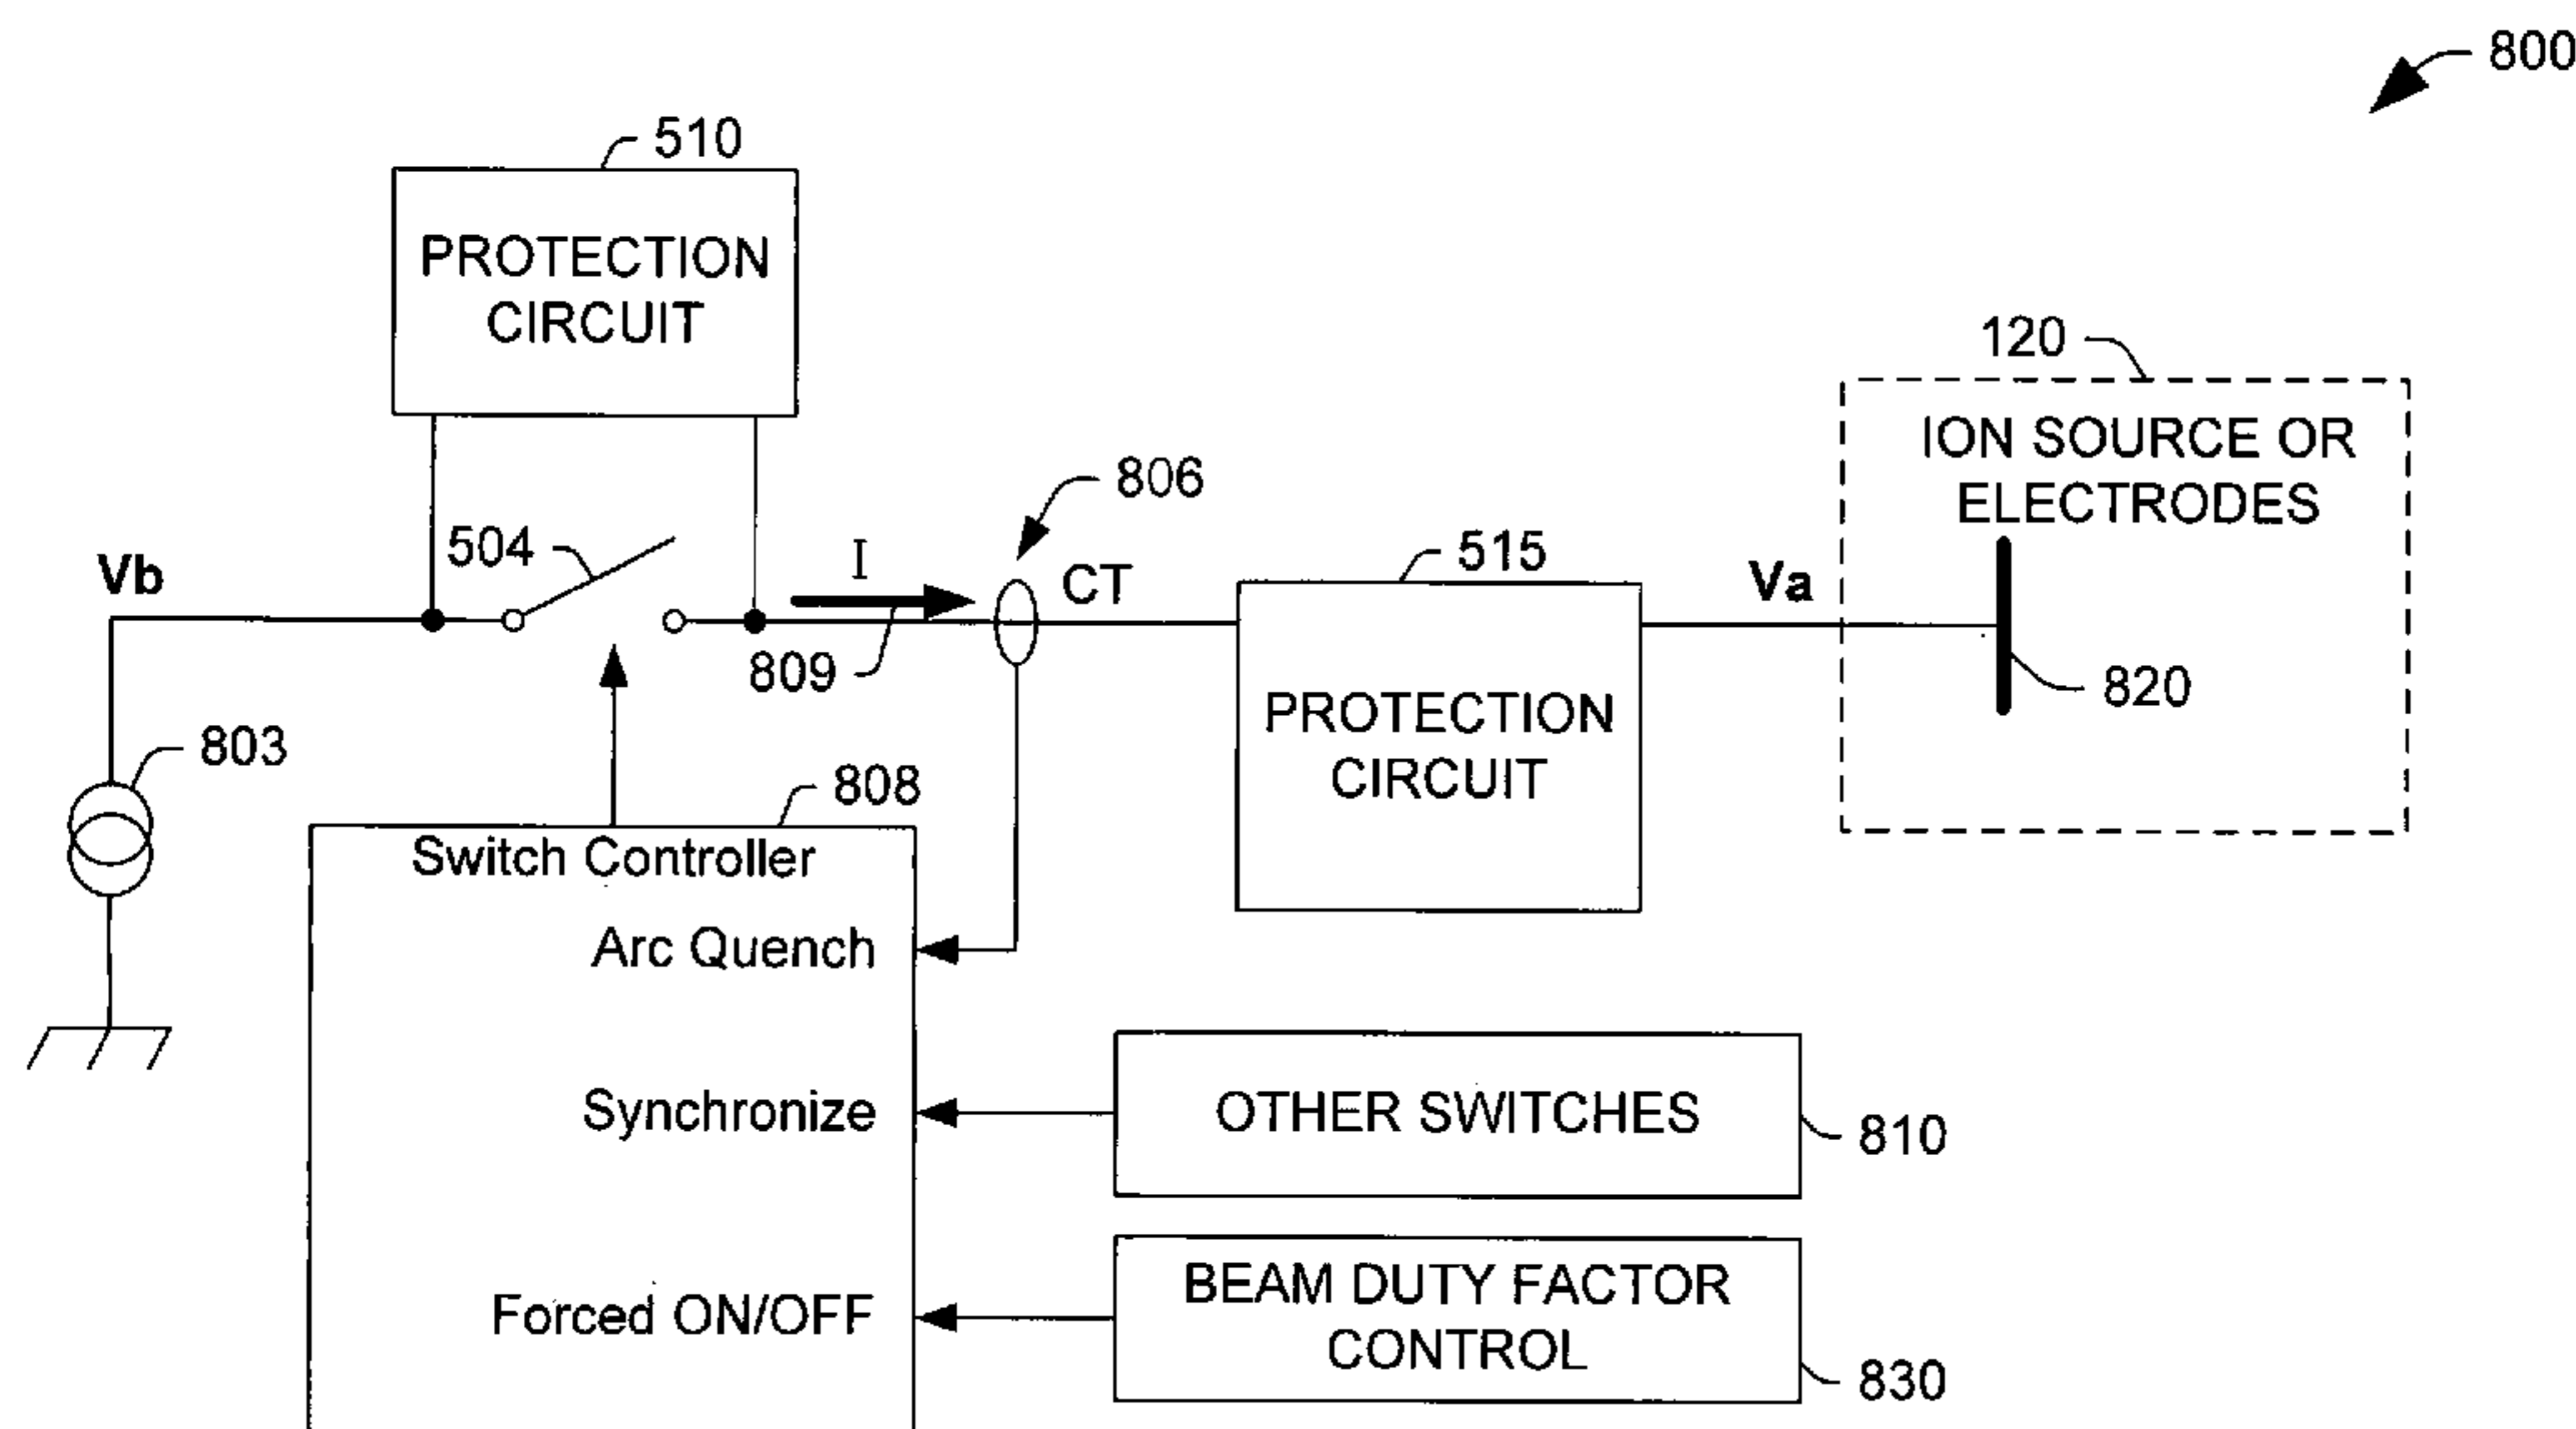 800
510
PROTECTION
CIRCUIT
120
ION SOURCE OR
ELECTRODES
806
504
Vb
I
CT
515
Va
809
820
PROTECTION
CIRCUIT
803
808
Switch Controller
Arc Quench
Synchronize
OTHER SWITCHES
810
Forced ON/OFF
BEAM DUTY FACTOR
CONTROL
830